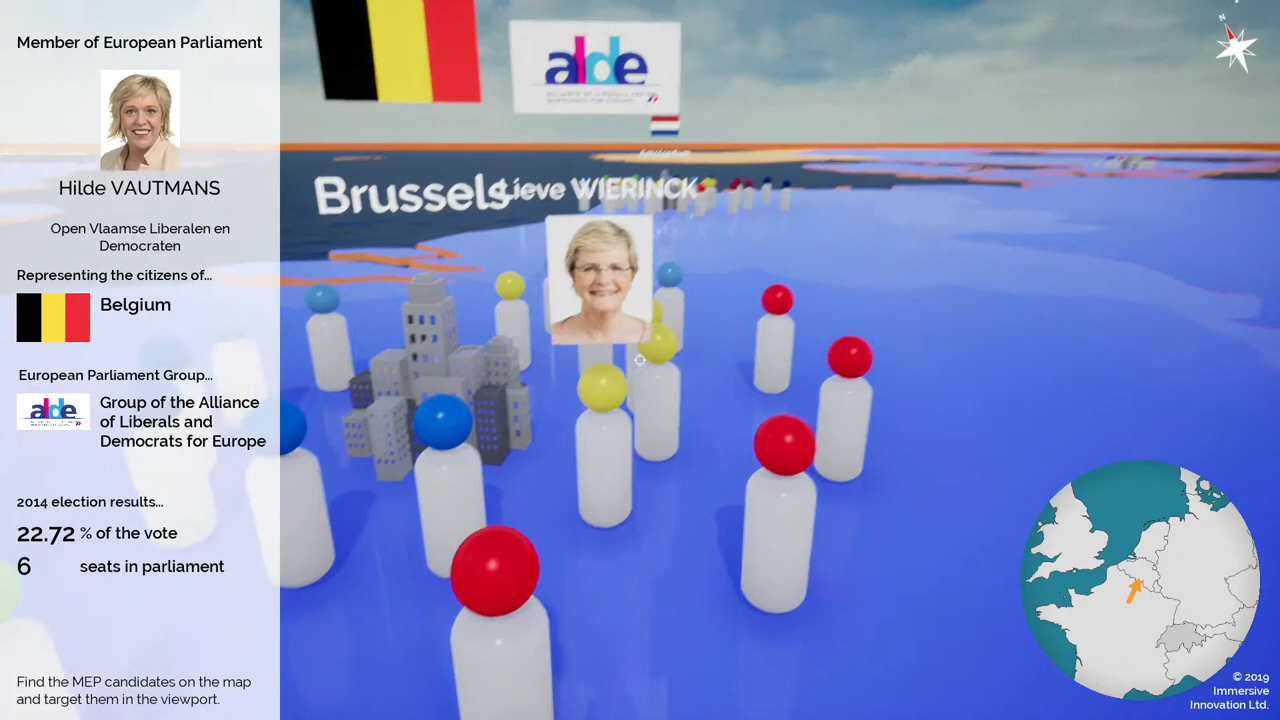 Member of European Parliament
Hilde VAUTMANS
Open Vlaamse Liberalen en
Democraten
Representing the citizens of...
Belgium
European Parliament Group...
alde
Group of the Alliance
of Liberals and
Democrats for Europe
2014 election results...
22.72 % of the vote
6 seats in parliament
Find the MEP candidates on the map
and target them in the viewport.
alde
Brussels
Lieve WIERINCK
N
© 2019
Immersive
Innovation Ltd.